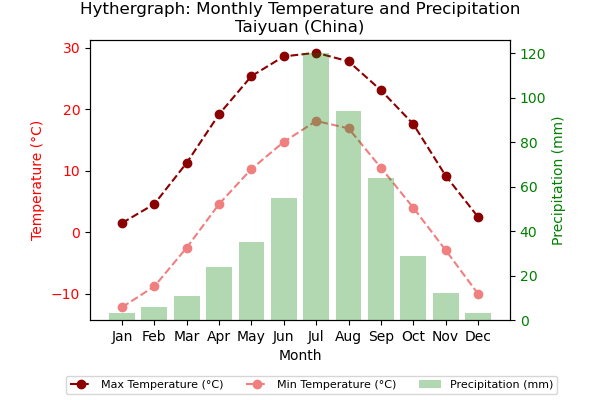 Hythergraph: Monthly Temperature and Precipitation
Taiyuan (China)
30
20
10
0
−10
Temperature (°C)
120
100
80
60
40
20
0
Precipitation (mm)
Jan Feb Mar Apr May Jun Jul Aug Sep Oct Nov Dec
Month
Max Temperature (°C) Min Temperature (°C) Precipitation (mm)